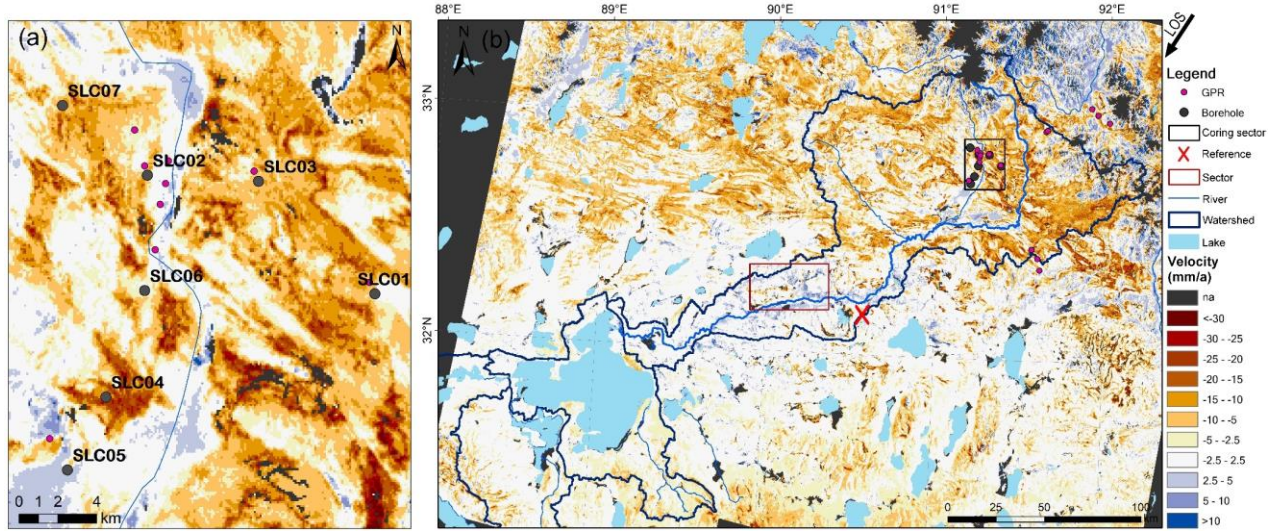 (a)
N
SLC07
SLC02
SLC03
SLC06
SLC01
SLC04
SLC05
0 1 2 4
km
88°E 89°E 90°E 91°E 92°E
(b)
N
33°N
32°N
0 25 50 100
km
LOS
Legend
GPR
Borehole
Coring sector
Reference
Sector
River
Watershed
Lake
Velocity
(mm/a)
na
<-30
-30 - -25
-25 - -20
-20 - -15
-15 - -10
-10 - -5
-5 - -2.5
-2.5 - 2.5
2.5 - 5
5 - 10
>10